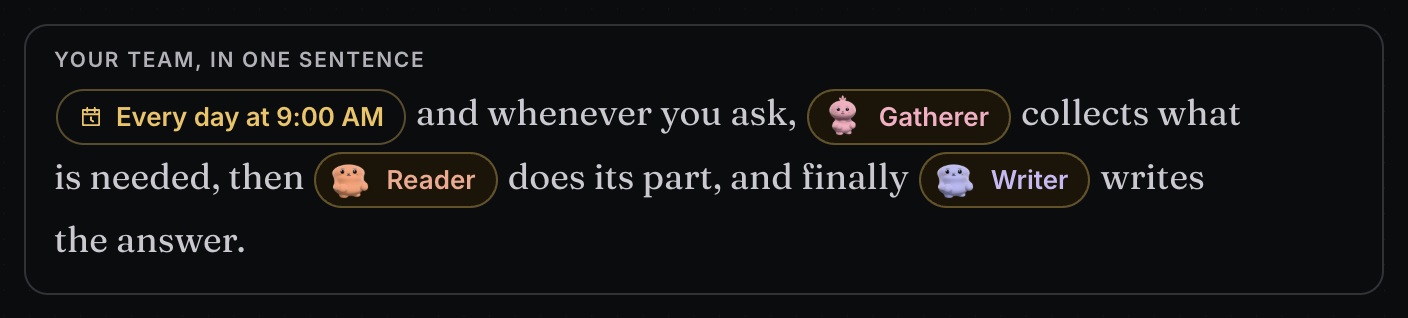 YOUR TEAM, IN ONE SENTENCE
Every day at 9:00 AM and whenever you ask, Gatherer collects what
is needed, then Reader does its part, and finally Writer writes
the answer.